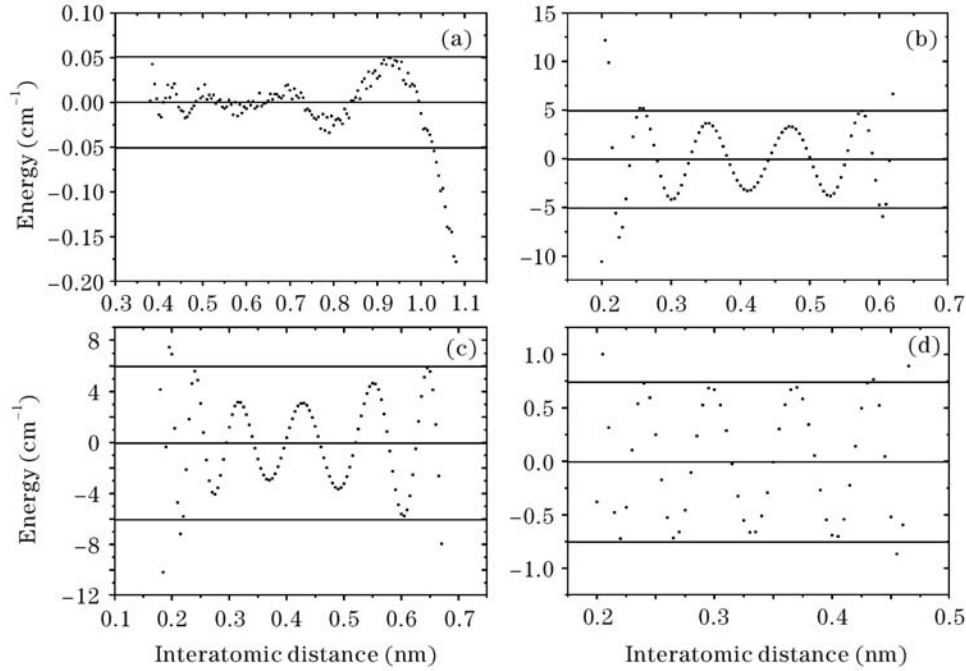 (a)
0.05
0.00
−0.05
−0.10
−0.15
−0.20
0.3 0.4 0.5 0.6 0.7 0.8 0.9 1.0 1.1
Energy (cm−1)
(b)
15
10
5
0
−5
−10
0.2 0.3 0.4 0.5 0.6 0.7
(c)
8
4
0
−4
−8
−12
0.1 0.2 0.3 0.4 0.5 0.6 0.7
Energy (cm−1)
Interatomic distance (nm)
(d)
1.0
0.5
0.0
−0.5
−1.0
0.2 0.3 0.4 0.5
Interatomic distance (nm)